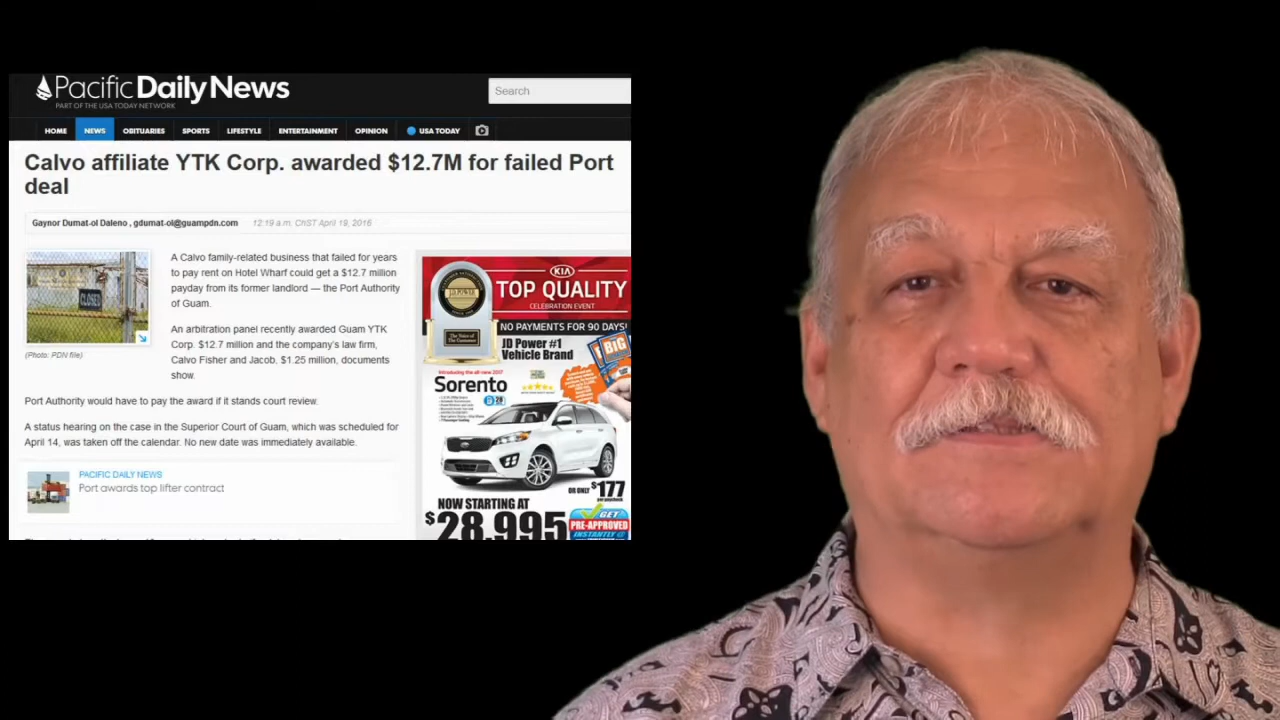 Pacific Daily News
PART OF THE USA TODAY NETWORK
Search
HOME NEWS OBITUARIES SPORTS LIFESTYLE ENTERTAINMENT OPINION USA TODAY
Calvo affiliate YTK Corp. awarded $12.7M for failed Port
deal
Gaynor Dumat-ol Daleno , gdumat-ol@guampdn.com 12:19 a.m. ChST April 19, 2016
CLOSED
(Photo: PDN file)
A Calvo family-related business that failed for years
to pay rent on Hotel Wharf could get a $12.7 million
payday from its former landlord — the Port Authority
of Guam.
An arbitration panel recently awarded Guam YTK
Corp. $12.7 million and the company's law firm,
Calvo Fisher and Jacob, $1.25 million, documents
show.
Port Authority would have to pay the award if it stands court review.
A status hearing on the case in the Superior Court of Guam, which was scheduled for
April 14, was taken off the calendar. No new date was immediately available.
PACIFIC DAILY NEWS
Port awards top lifter contract
KIA
TOP QUALITY
CELEBRATION EVENT
NO PAYMENTS FOR 90 DAYS!
JD Power #1
Vehicle Brand
BiG
Introducing the all-new 2017
Sorento
28
OR ONLY $177
per paycheck
NOW STARTING AT
$28,995
GET
PRE-APPROVED
INSTANTLY @